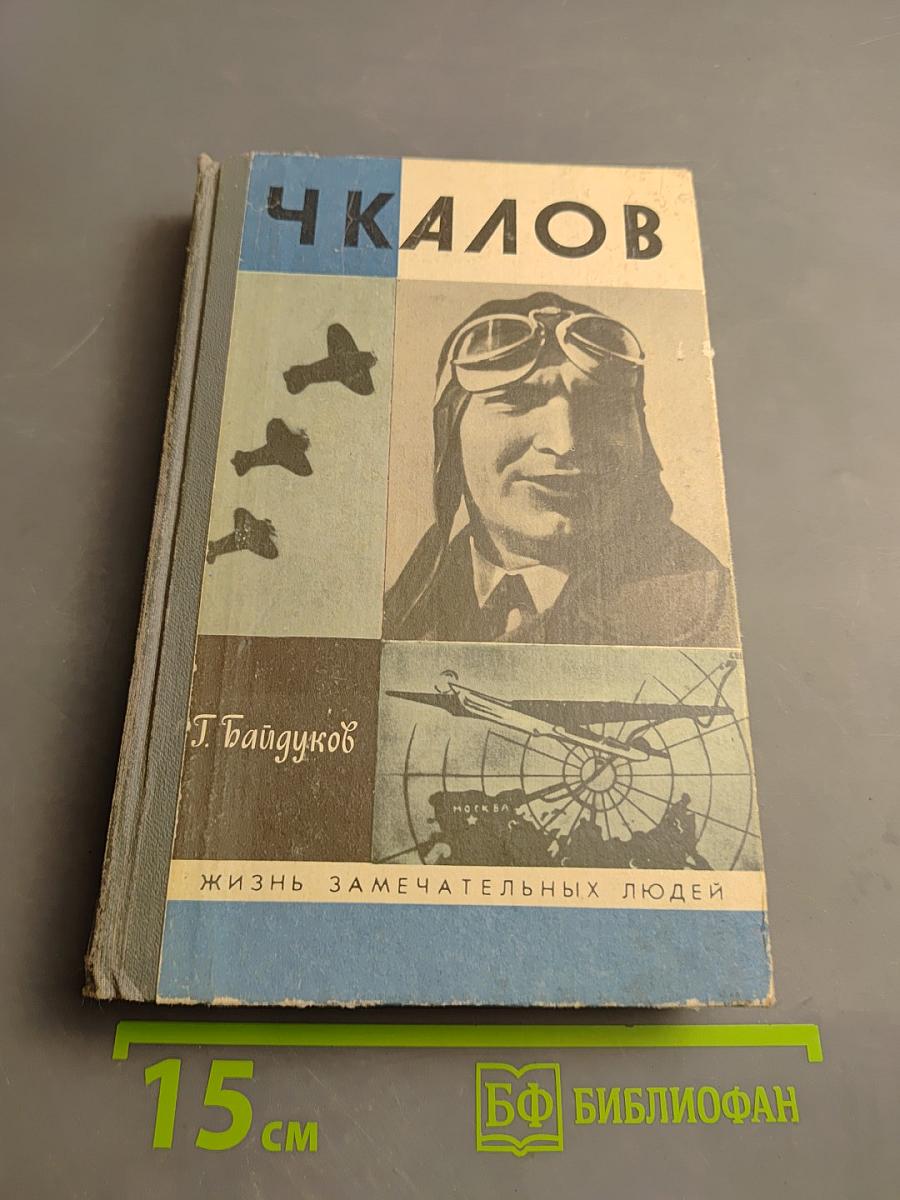 ЧКАЛОВ
Г. Байдуков
МОСКВА
ЖИЗНЬ ЗАМЕЧАТЕЛЬНЫХ ЛЮДЕЙ
15 см
БФ БИБЛИОФАН